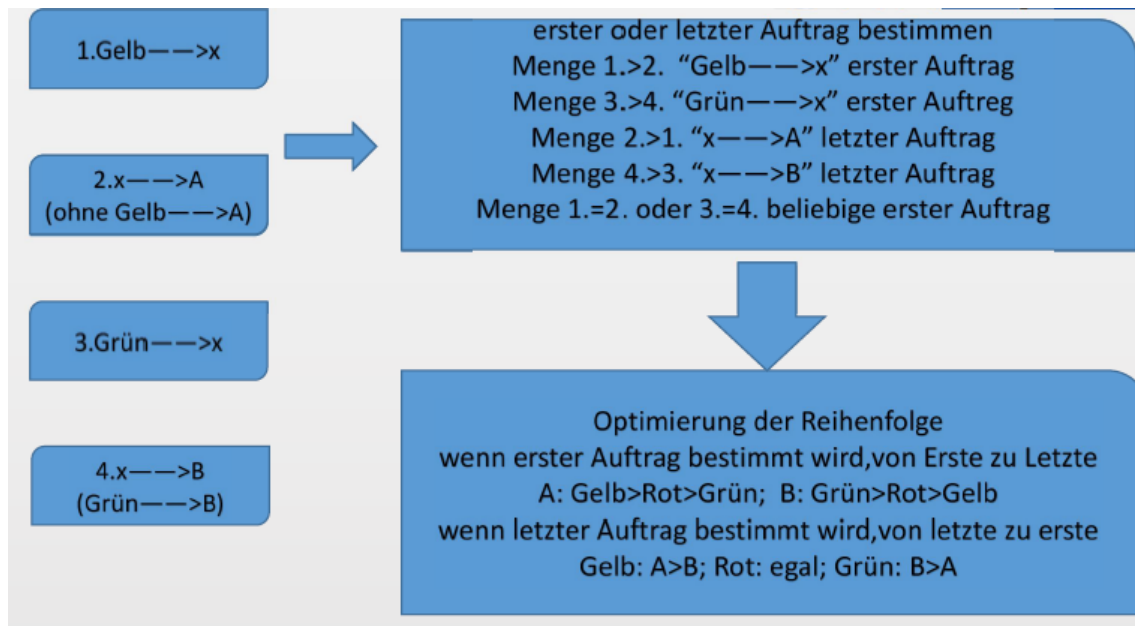 1.Gelb——>x
2.x——>A
(ohne Gelb——>A)
3.Grün——>x
4.x——>B
(Grün——>B)
erster oder letzter Auftrag bestimmen
Menge 1.>2. “Gelb——>x” erster Auftrag
Menge 3.>4. “Grün——>x” erster Auftreg
Menge 2.>1. “x——>A” letzter Auftrag
Menge 4.>3. “x——>B” letzter Auftrag
Menge 1.=2. oder 3.=4. beliebige erster Auftrag
Optimierung der Reihenfolge
wenn erster Auftrag bestimmt wird,von Erste zu Letzte
A: Gelb>Rot>Grün; B: Grün>Rot>Gelb
wenn letzter Auftrag bestimmt wird,von letzte zu erste
Gelb: A>B; Rot: egal; Grün: B>A